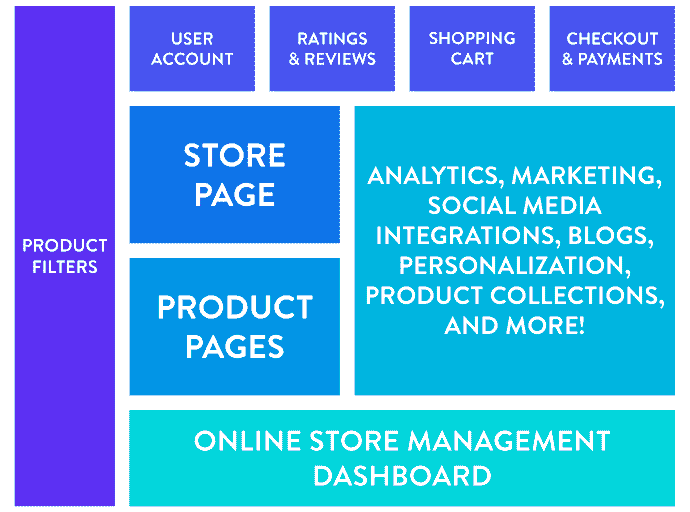 USER
ACCOUNT
RATINGS
& REVIEWS
SHOPPING
CART
CHECKOUT
& PAYMENTS
PRODUCT
FILTERS
STORE
PAGE
PRODUCT
PAGES
ANALYTICS, MARKETING,
SOCIAL MEDIA
INTEGRATIONS, BLOGS,
PERSONALIZATION,
PRODUCT COLLECTIONS,
AND MORE!
ONLINE STORE MANAGEMENT
DASHBOARD